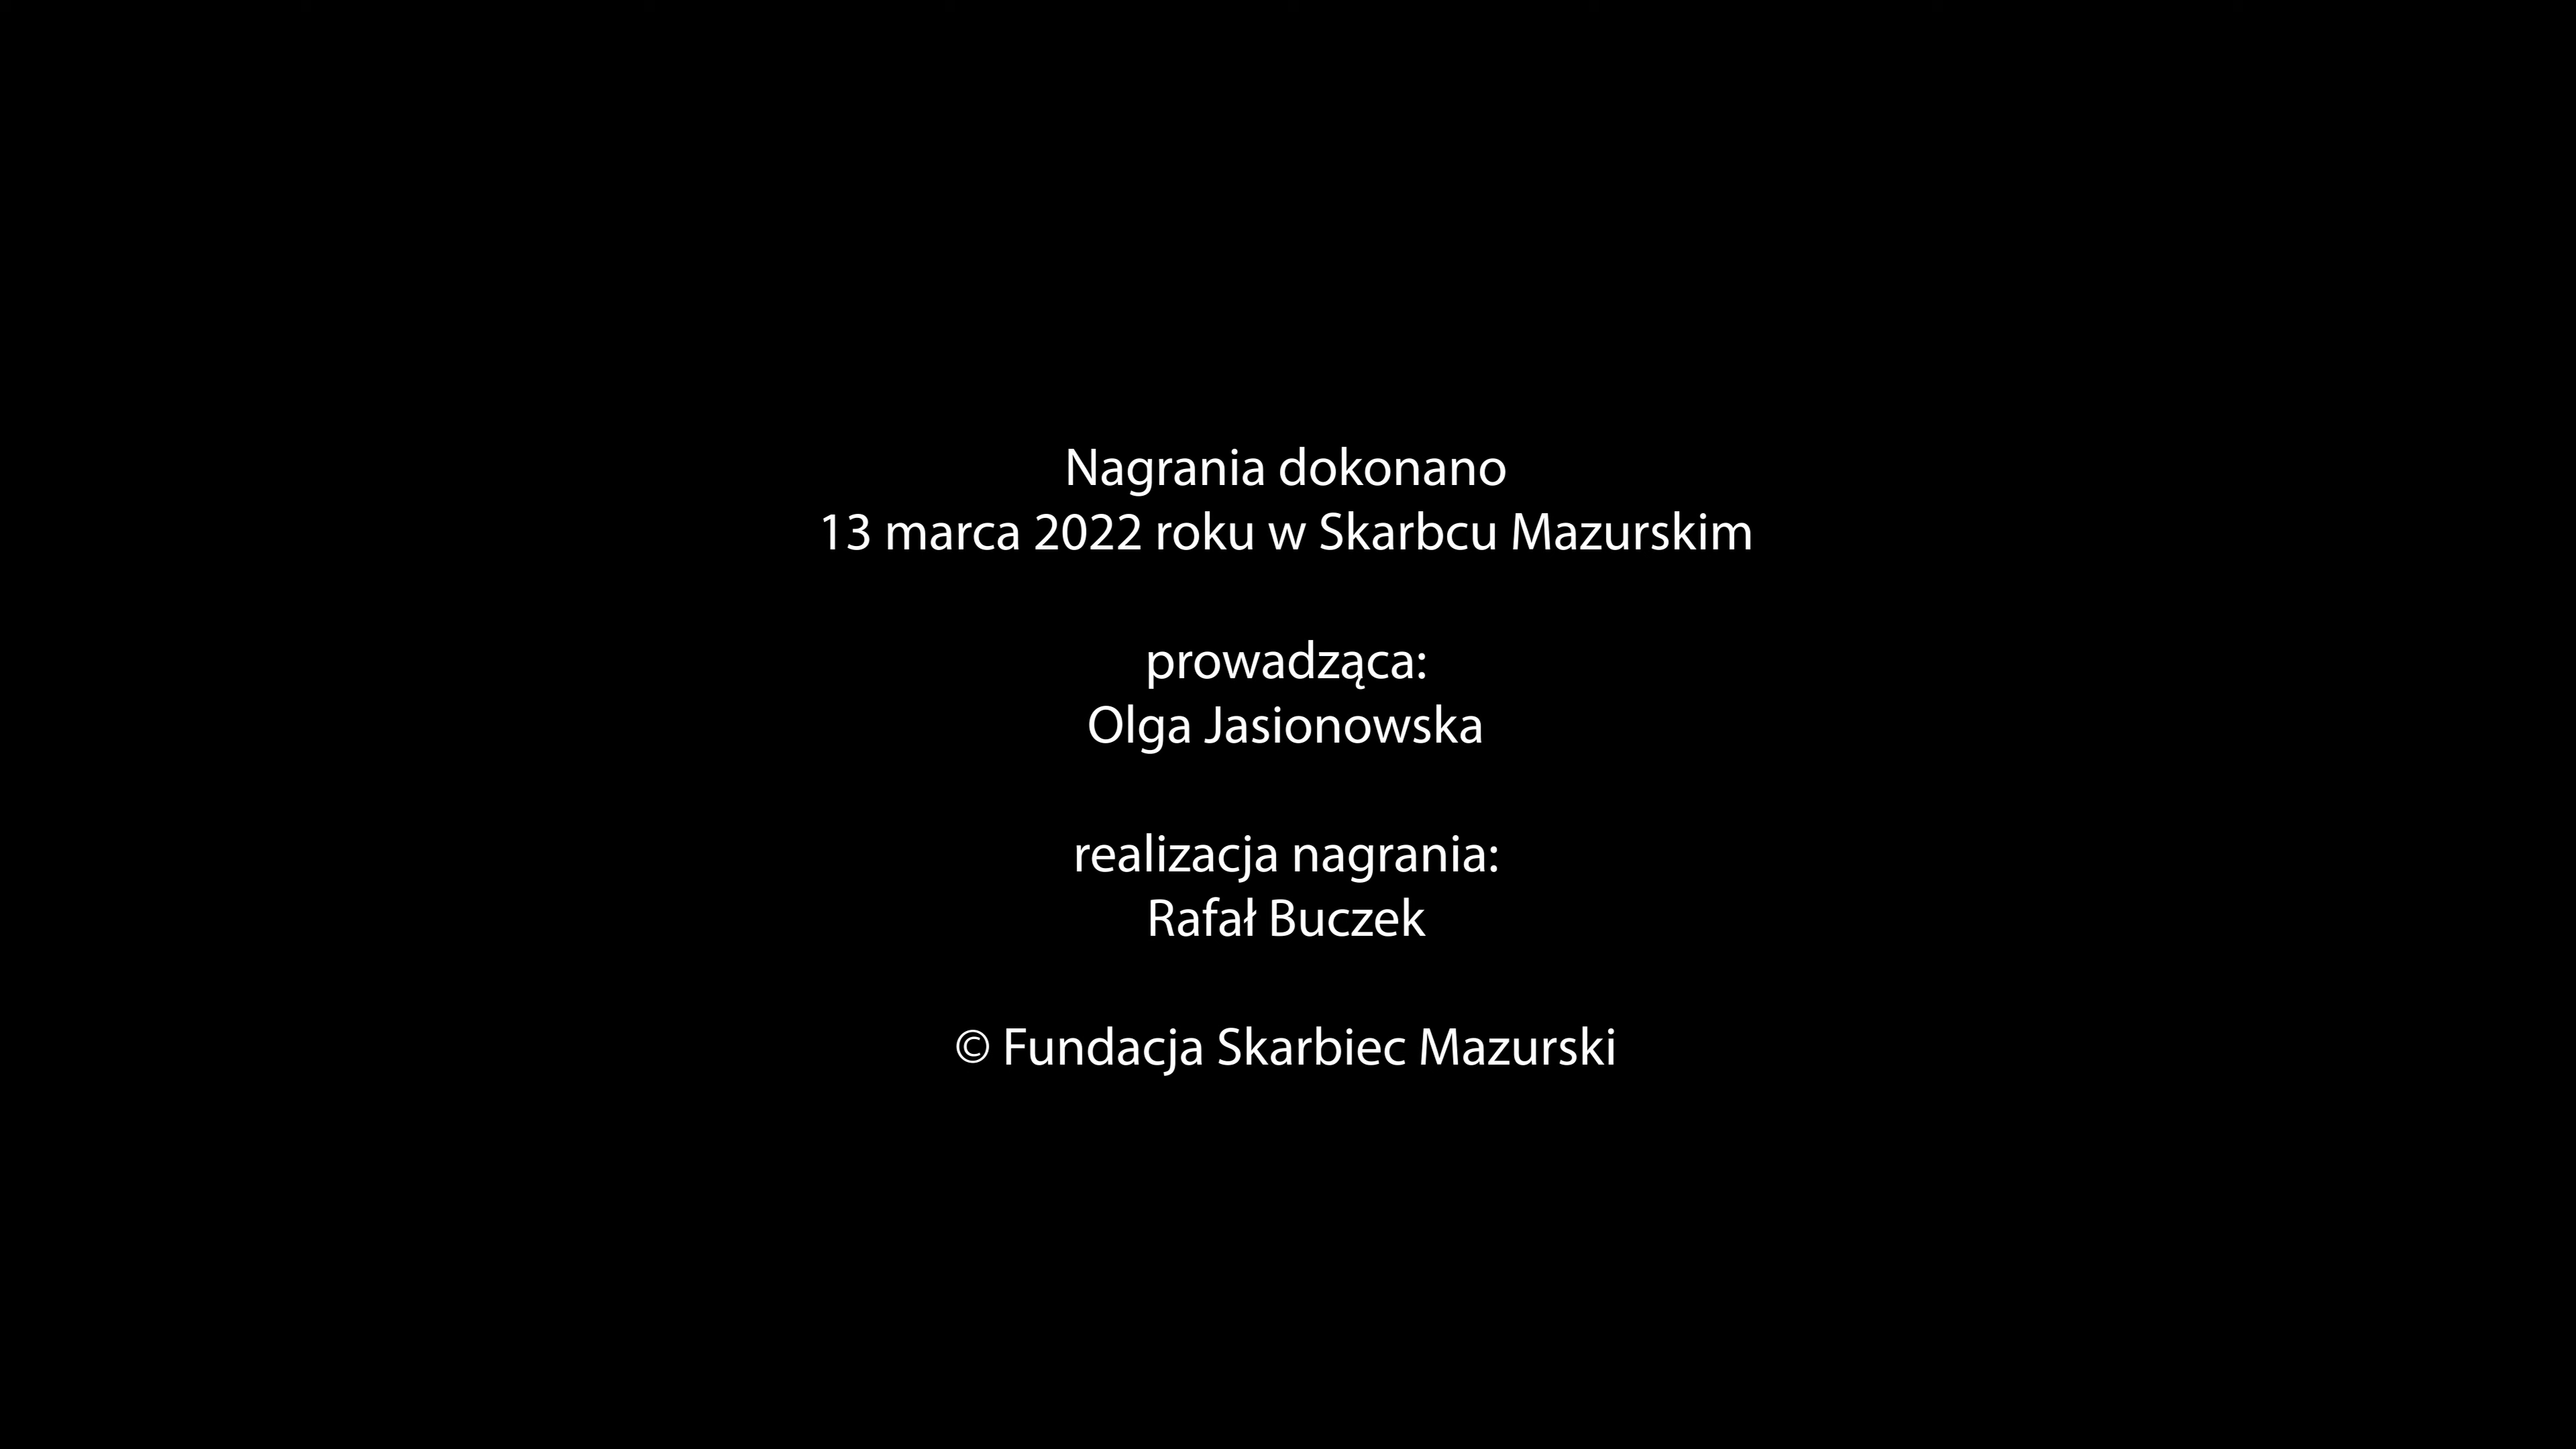 Nagrania dokonano
13 marca 2022 roku w Skarbcu Mazurskim
prowadząca:
Olga Jasionowska
realizacja nagrania:
Rafał Buczek
© Fundacja Skarbiec Mazurski